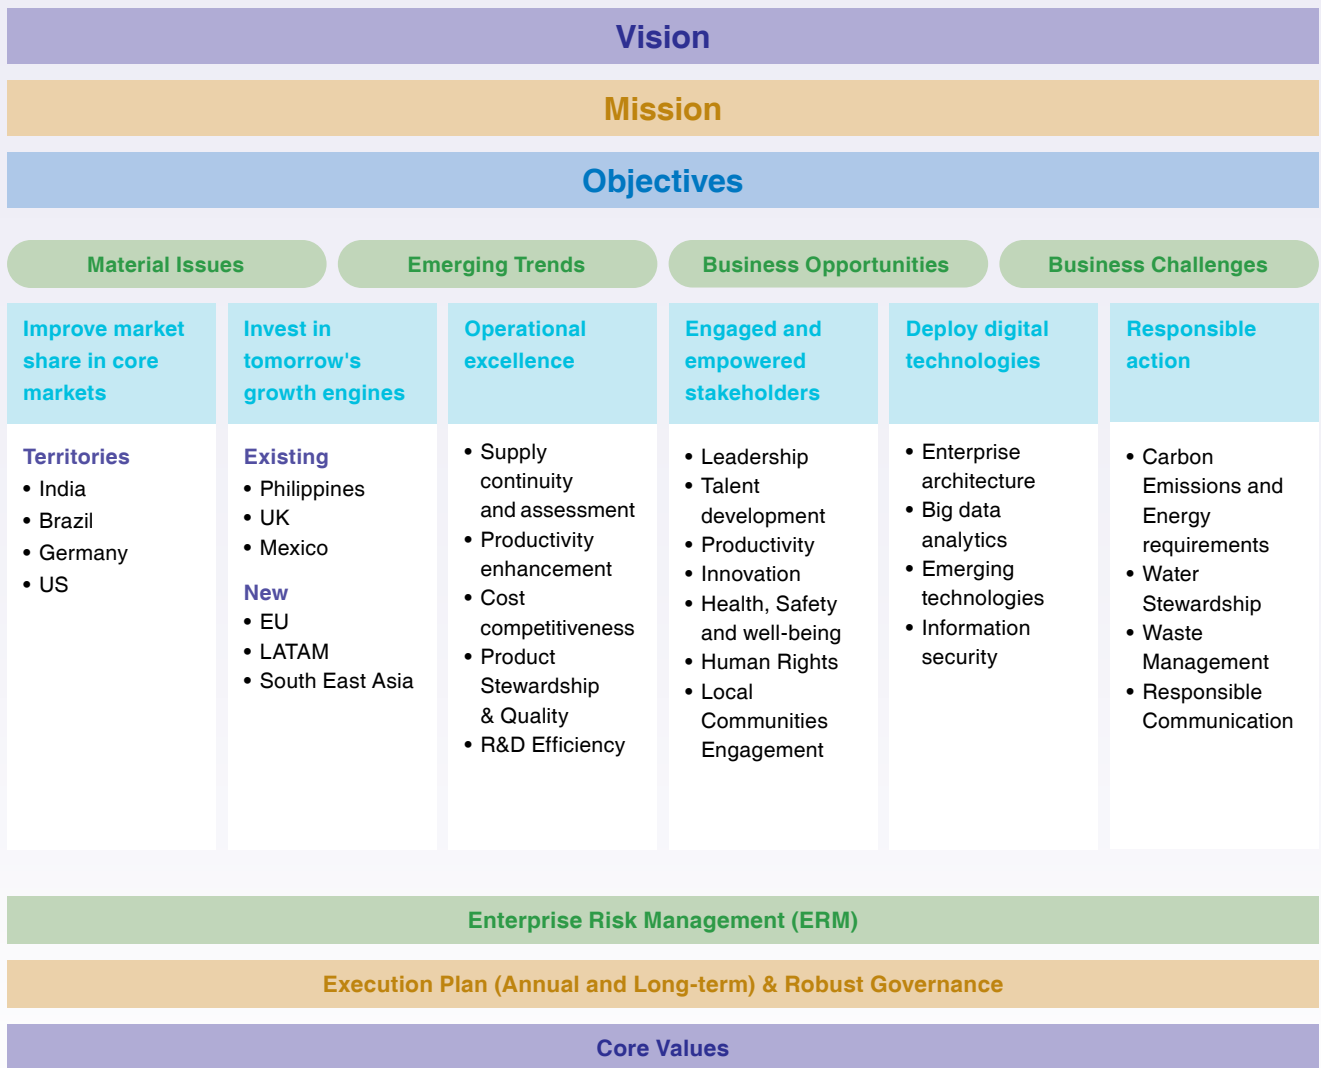 Vision
Mission
Objectives
Material Issues
Emerging Trends
Business Opportunities
Business Challenges
Improve market
share in core
markets
Territories
• India
• Brazil
• Germany
• US
Invest in
tomorrow's
growth engines
Existing
• Philippines
• UK
• Mexico
New
• EU
• LATAM
• South East Asia
Operational
excellence
• Supply
continuity
and assessment
• Productivity
enhancement
• Cost
competitiveness
• Product
Stewardship
& Quality
• R&D Efficiency
Engaged and
empowered
stakeholders
• Leadership
• Talent
development
• Productivity
• Innovation
• Health, Safety
and well-being
• Human Rights
• Local
Communities
Engagement
Deploy digital
technologies
• Enterprise
architecture
• Big data
analytics
• Emerging
technologies
• Information
security
Responsible
action
• Carbon
Emissions and
Energy
requirements
• Water
Stewardship
• Waste
Management
• Responsible
Communication
Enterprise Risk Management (ERM)
Execution Plan (Annual and Long-term) & Robust Governance
Core Values